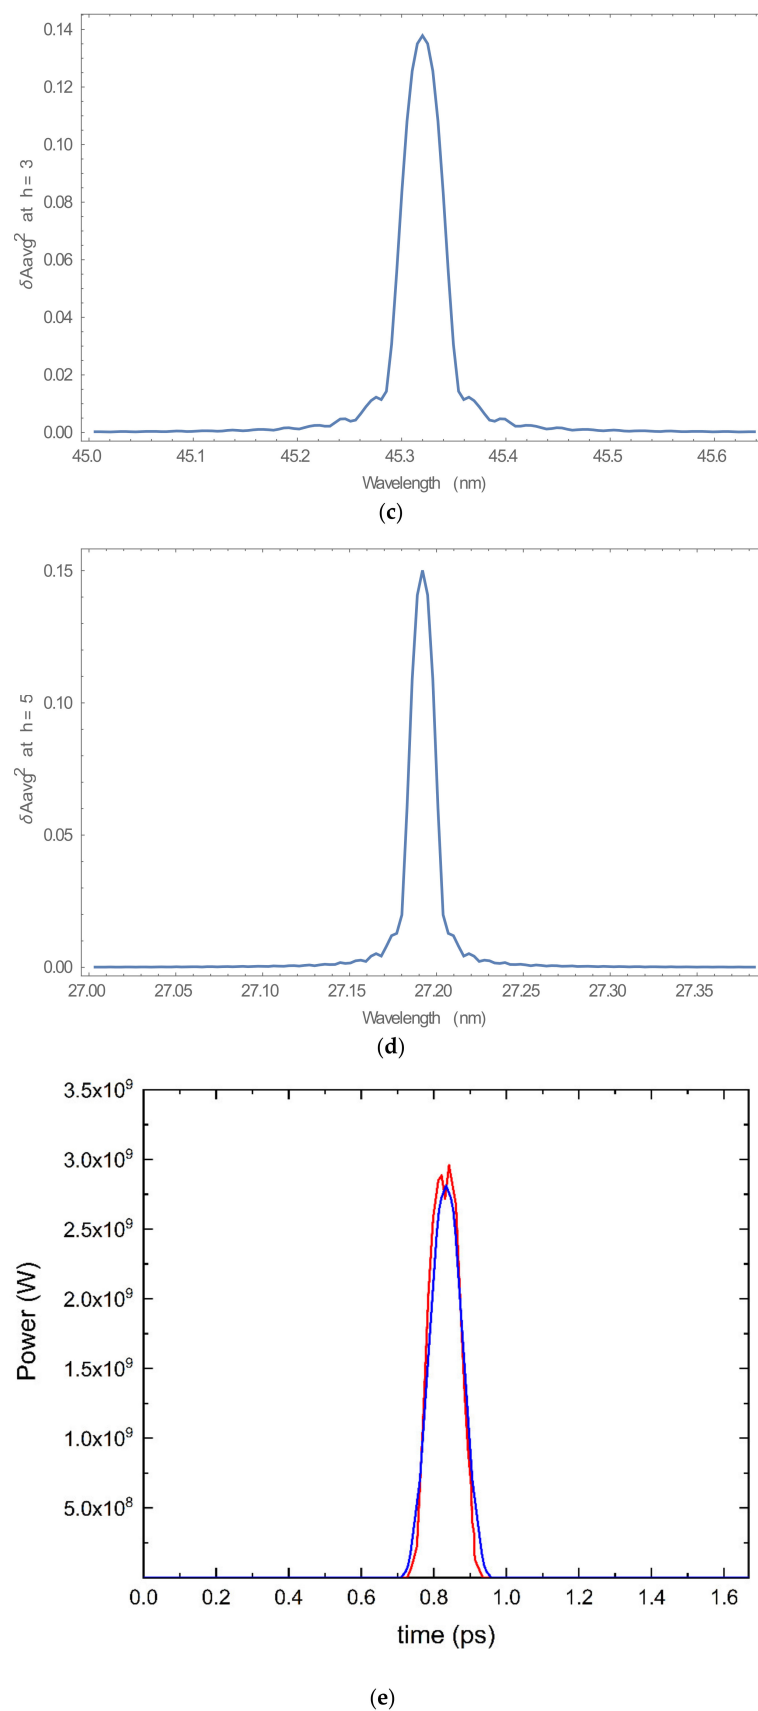 0.14
0.12
0.10
0.08
0.06
0.04
0.02
0.00
δAavg² at h = 3
45.0 45.1 45.2 45.3 45.4 45.5 45.6
Wavelength (nm)
(c)
0.15
0.10
0.05
0.00
δAavg² at h = 5
27.00 27.05 27.10 27.15 27.20 27.25 27.30 27.35
Wavelength (nm)
(d)
3.5x10⁹
3.0x10⁹
2.5x10⁹
2.0x10⁹
1.5x10⁹
1.0x10⁹
5.0x10⁸
Power (W)
0.0 0.2 0.4 0.6 0.8 1.0 1.2 1.4 1.6
time (ps)
(e)